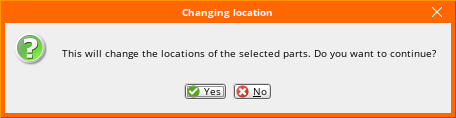 Changing location
This will change the locations of the selected parts. Do you want to continue?
Yes
No